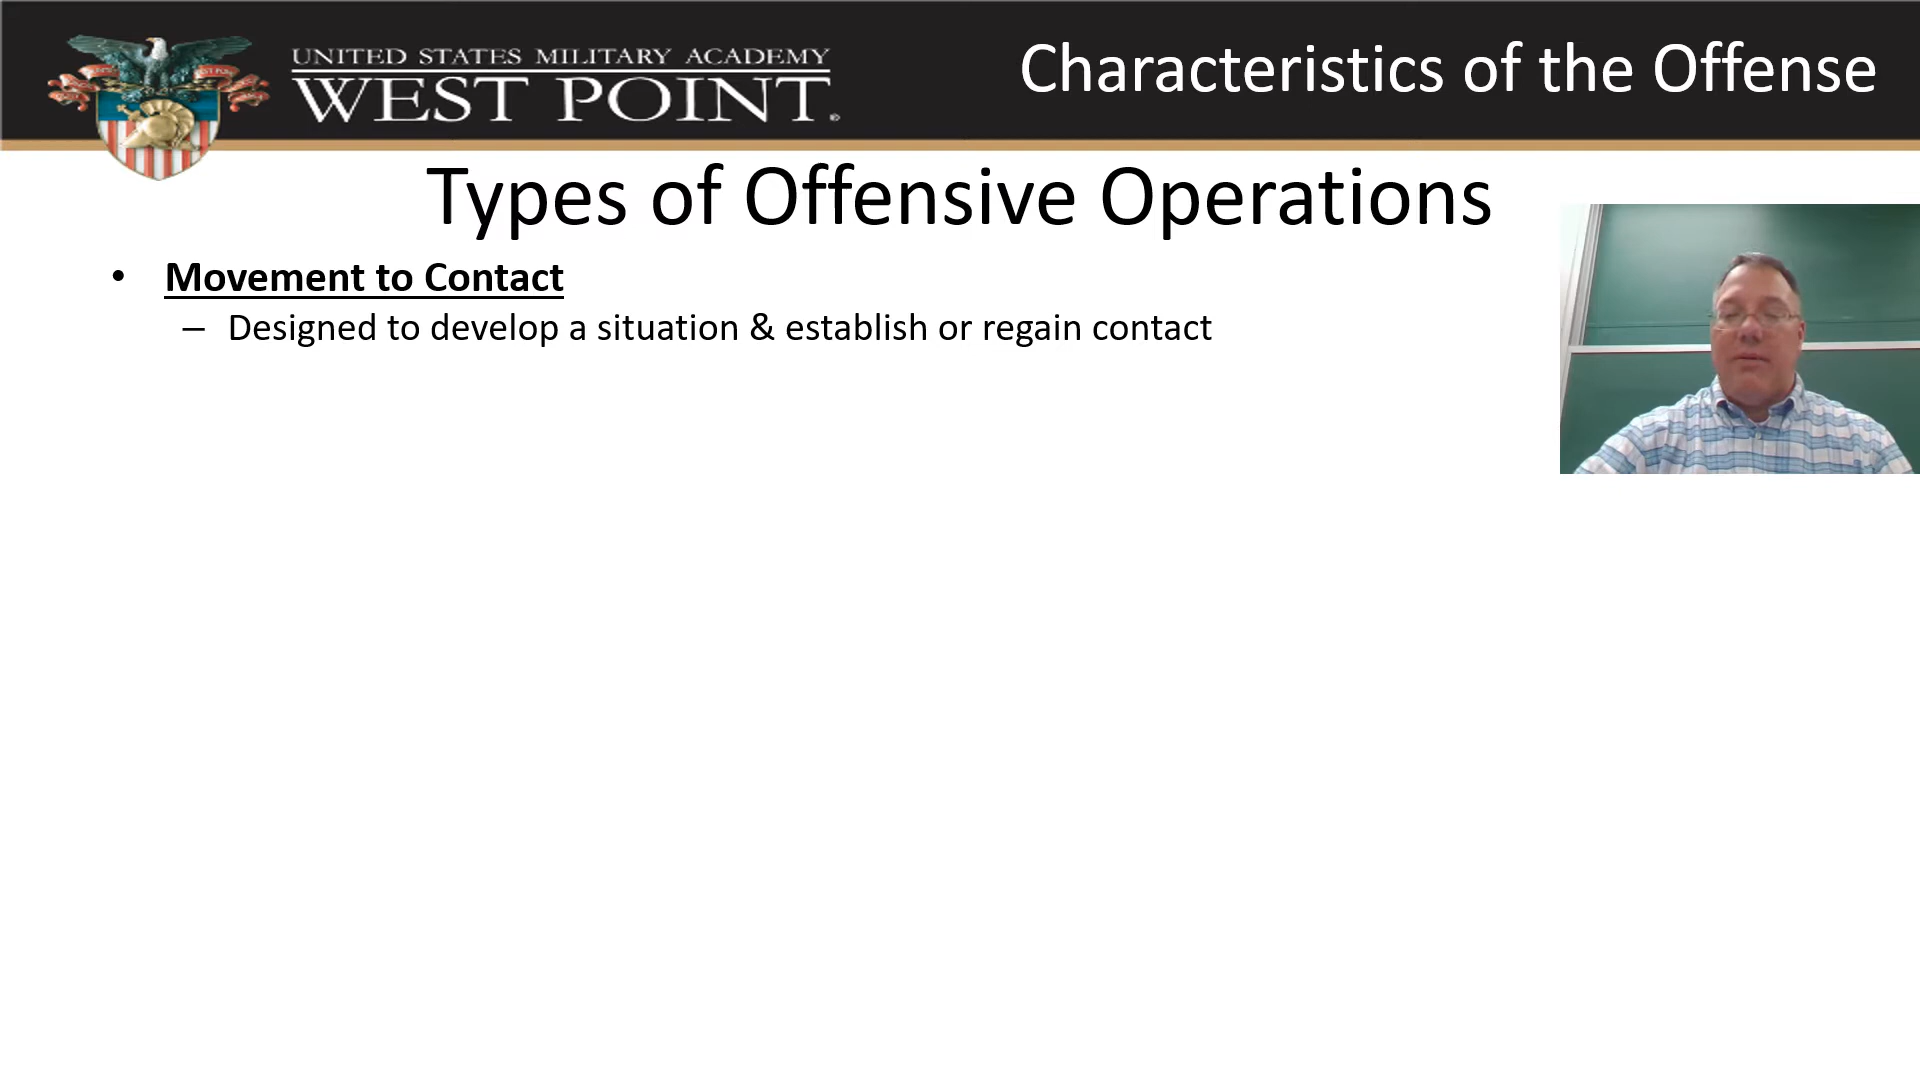 UNITED STATES MILITARY ACADEMY
WEST POINT.
Characteristics of the Offense
Types of Offensive Operations
• Movement to Contact
– Designed to develop a situation & establish or regain contact